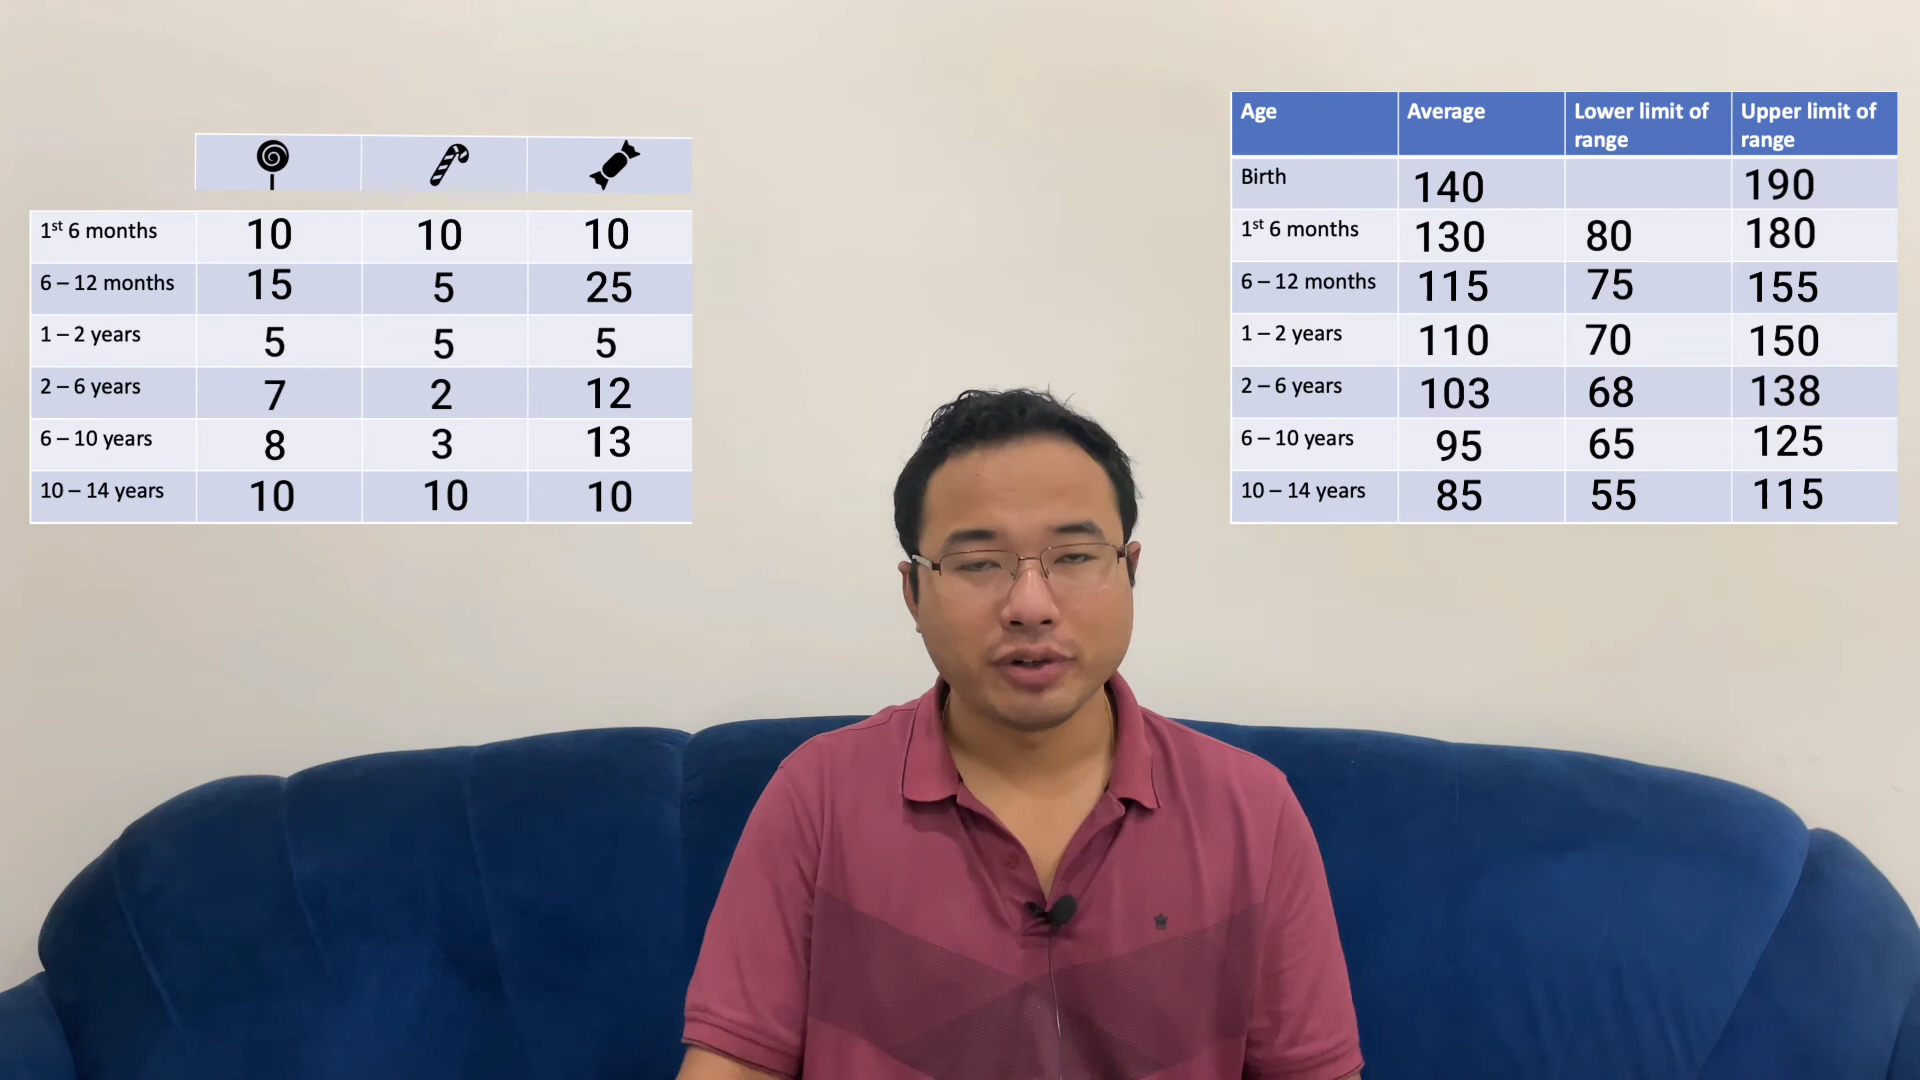 1st 6 months 10 10 10
6 – 12 months 15 5 25
1 – 2 years 5 5 5
2 – 6 years 7 2 12
6 – 10 years 8 3 13
10 – 14 years 10 10 10
Age Average Lower limit of range Upper limit of range
Birth 140 190
1st 6 months 130 80 180
6 – 12 months 115 75 155
1 – 2 years 110 70 150
2 – 6 years 103 68 138
6 – 10 years 95 65 125
10 – 14 years 85 55 115